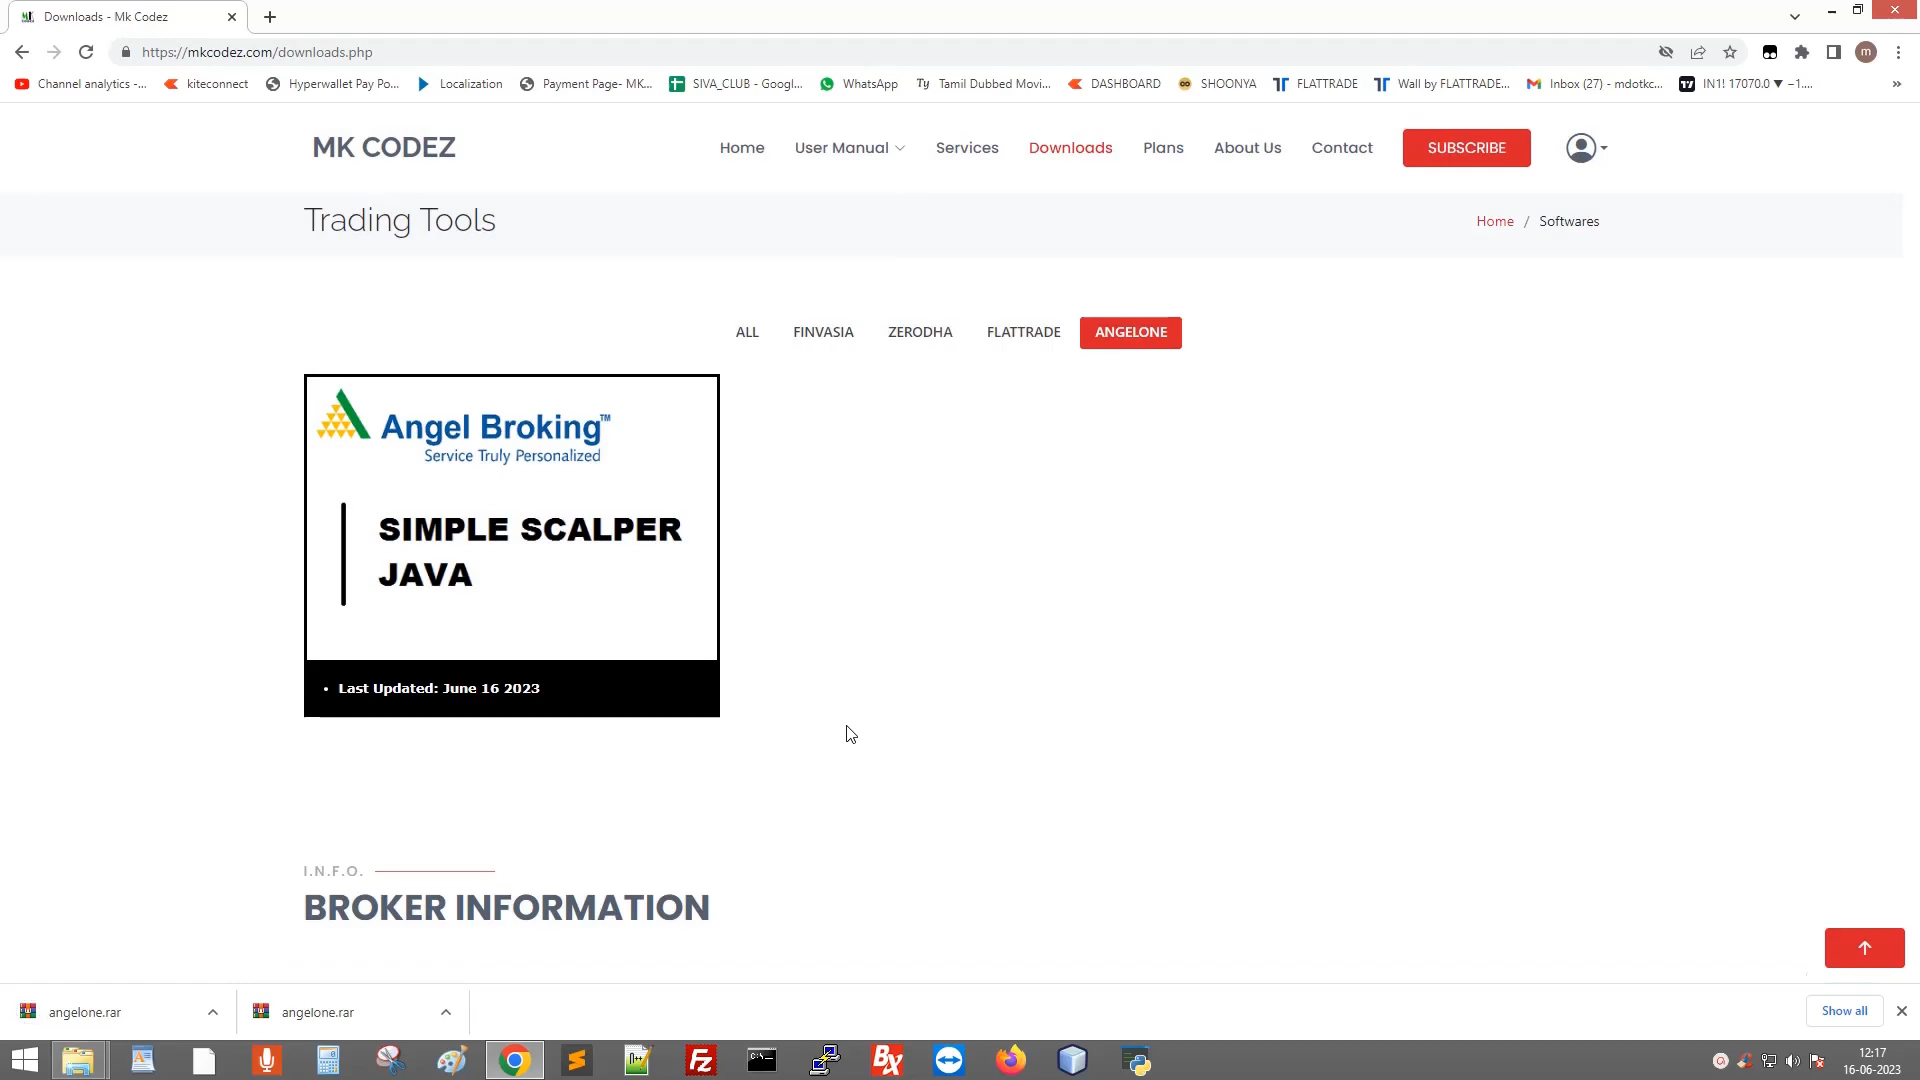 Downloads - Mk Codez
https://mkcodez.com/downloads.php
m
Channel analytics -... kiteconnect Hyperwallet Pay Po... Localization Payment Page- MK... SIVA_CLUB - Googl... WhatsApp Ty Tamil Dubbed Movi... DASHBOARD SHOONYA FLATTRADE Wall by FLATTRADE... Inbox (27) - mdotkc... IN1! 17070.0 ▼ −1.... »
MK CODEZ Home User Manual Services Downloads Plans About Us Contact SUBSCRIBE
Trading Tools Home / Softwares
ALL FINVASIA ZERODHA FLATTRADE ANGELONE
Angel Broking™
Service Truly Personalized
SIMPLE SCALPER
JAVA
• Last Updated: June 16 2023
I.N.F.O.
BROKER INFORMATION
angelone.rar angelone.rar Show all
12:17
16-06-2023